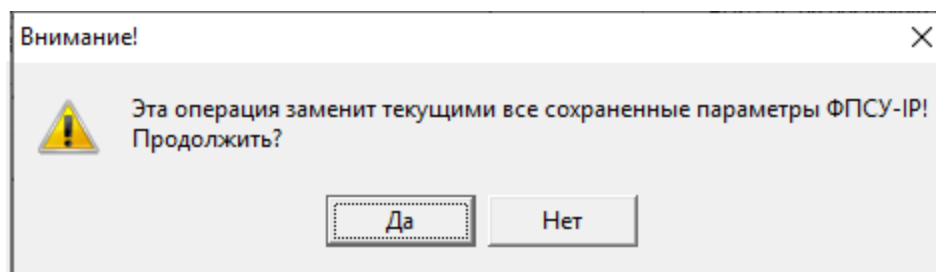 Внимание!
Эта операция заменит текущими все сохраненные параметры ФПСУ-IP!
Продолжить?
Да
Нет